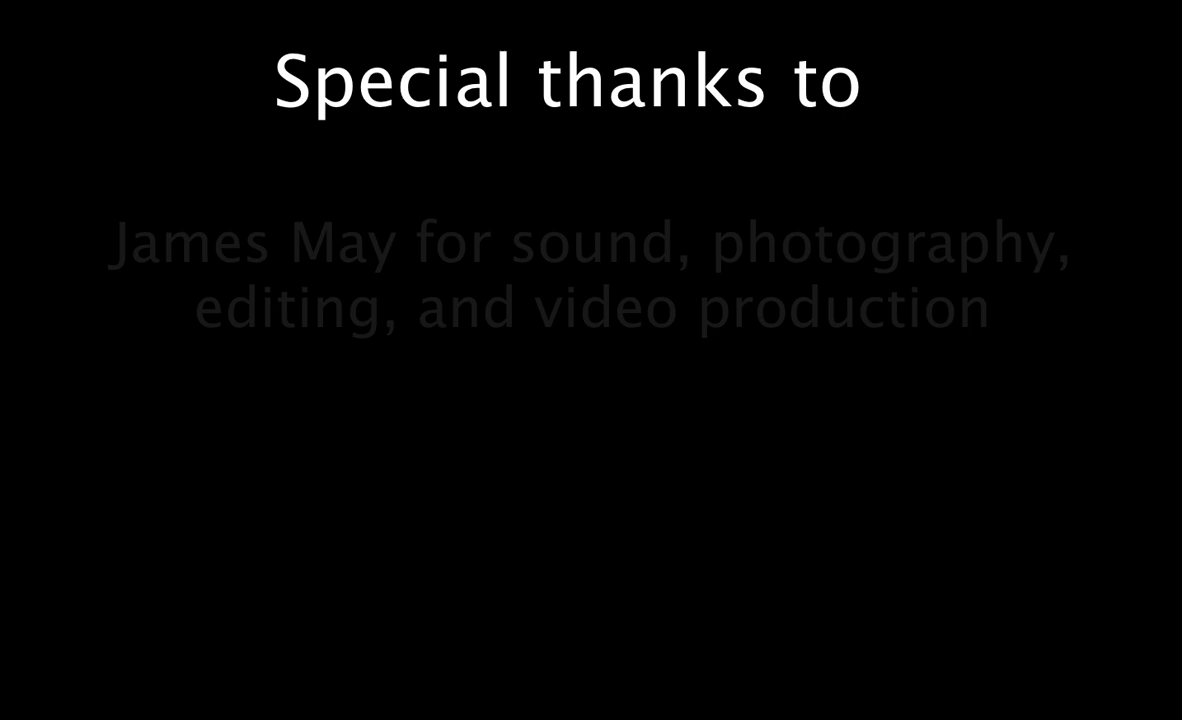 Special thanks to
James May for sound, photography,
editing, and video production